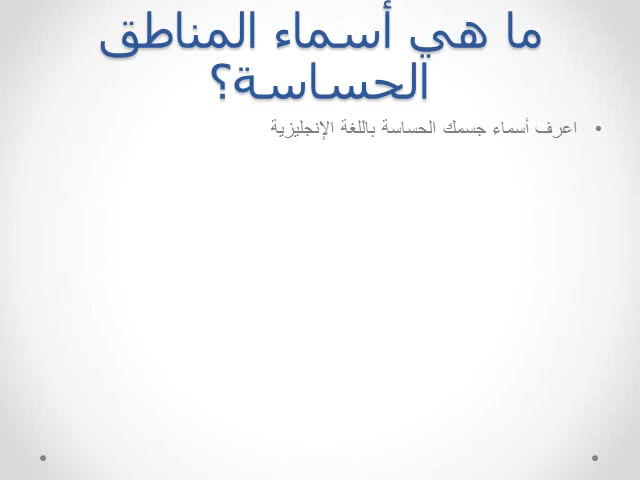 ما هي أسماء المناطق
الحساسة؟
• اعرف أسماء جسمك الحساسة باللغة الإنجليزية